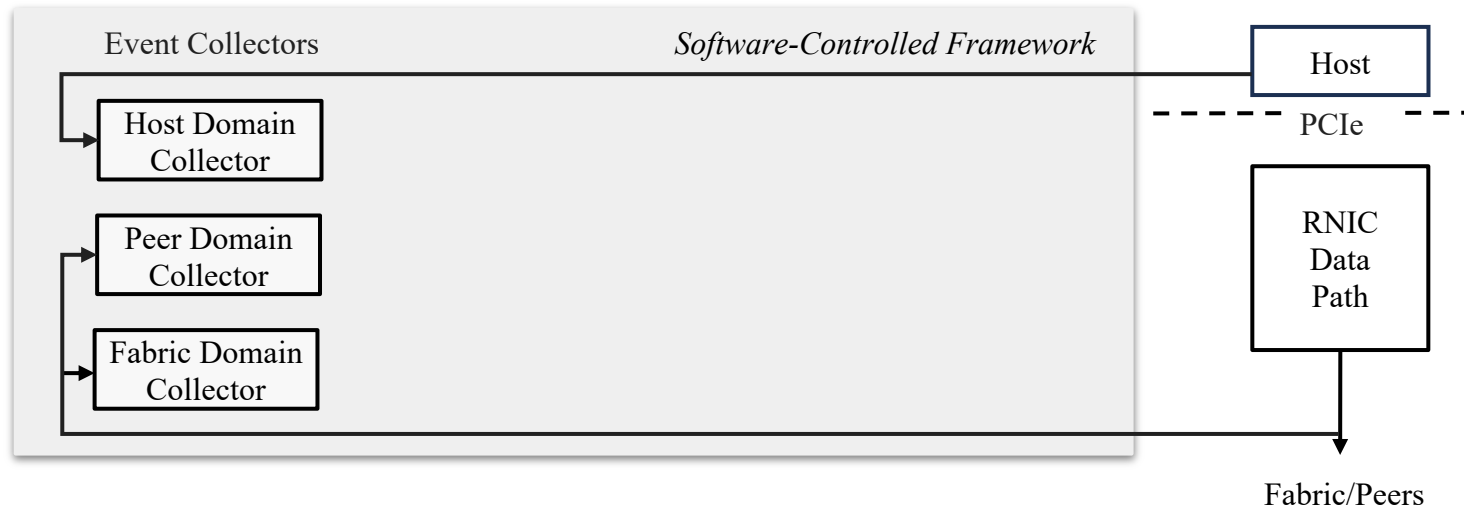 Event Collectors
Software-Controlled Framework
Host
Host Domain
Collector
PCIe
Peer Domain
Collector
RNIC
Data
Path
Fabric Domain
Collector
Fabric/Peers